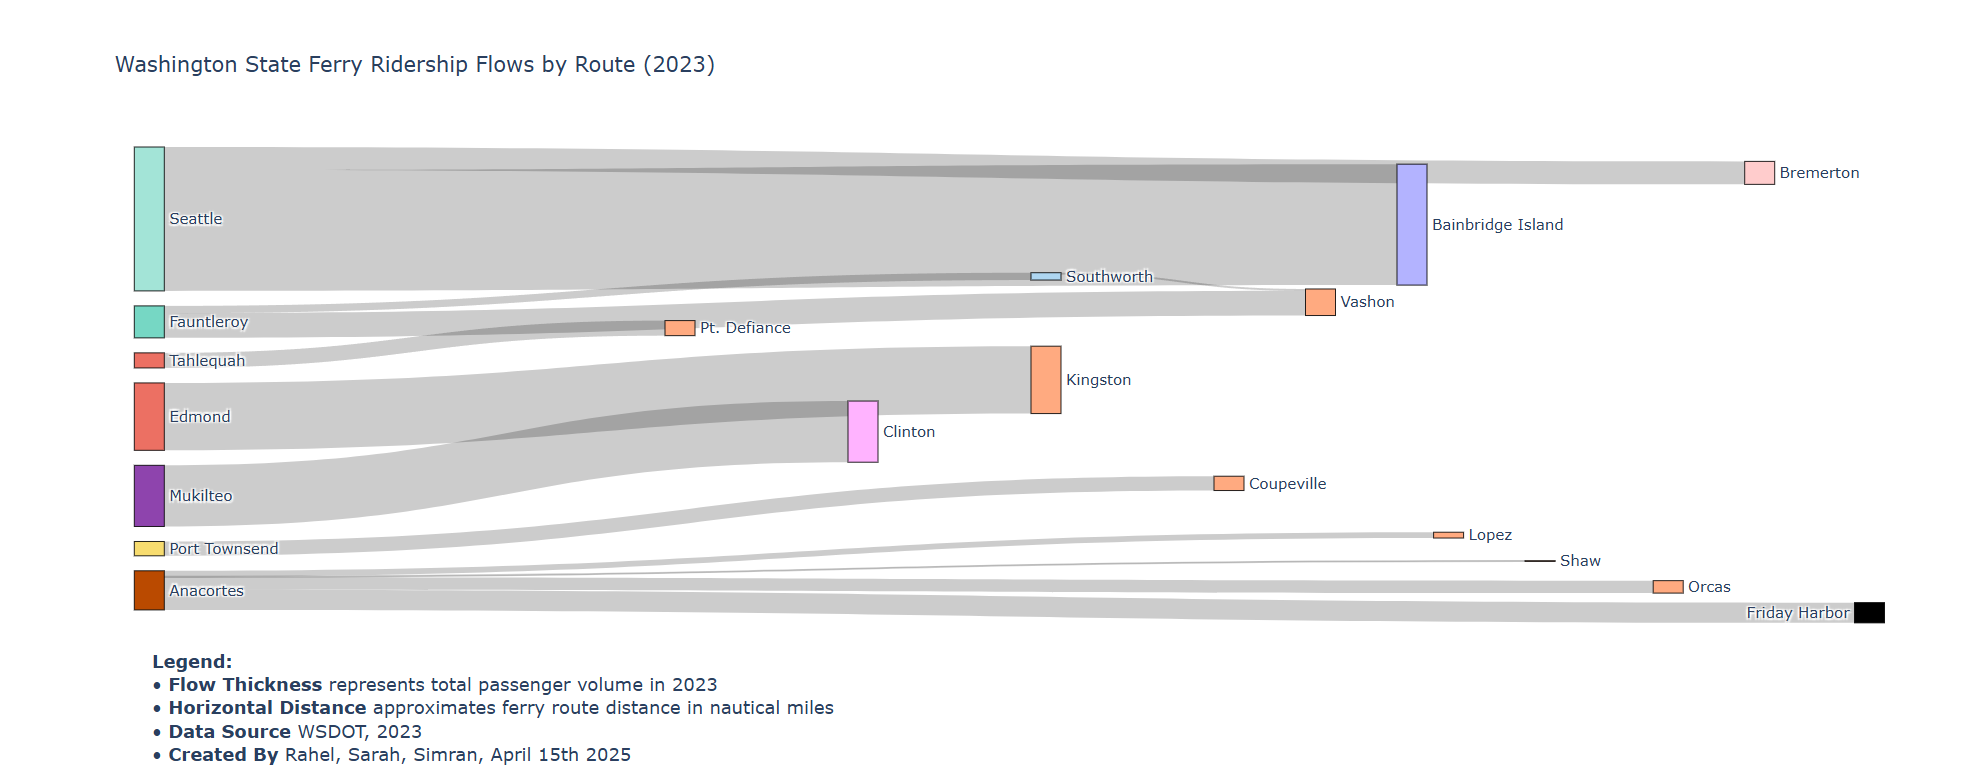 Washington State Ferry Ridership Flows by Route (2023)
Seattle
Bremerton
Bainbridge Island
Southworth
Vashon
Fauntleroy
Pt. Defiance
Tahlequah
Kingston
Edmond
Clinton
Mukilteo
Coupeville
Port Townsend
Lopez
Shaw
Anacortes
Orcas
Friday Harbor
Legend:
• Flow Thickness represents total passenger volume in 2023
• Horizontal Distance approximates ferry route distance in nautical miles
• Data Source WSDOT, 2023
• Created By Rahel, Sarah, Simran, April 15th 2025